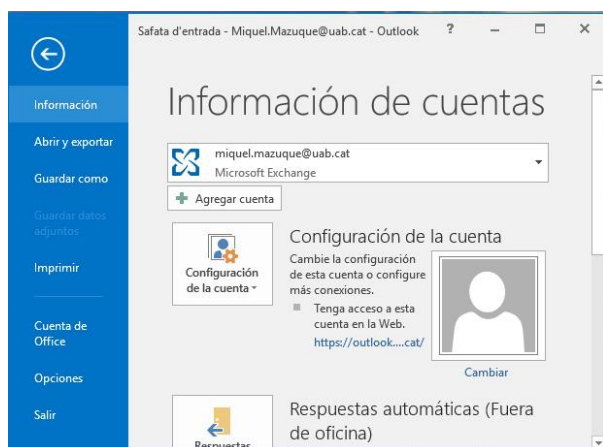 Safata d'entrada - Miquel.Mazuque@uab.cat - Outlook
?
Información
Abrir y exportar
Guardar como
Guardar datos
adjuntos
Imprimir
Cuenta de
Office
Opciones
Salir
Información de cuentas
miquel.mazuque@uab.cat
Microsoft Exchange
Agregar cuenta
Configuración
de la cuenta
Configuración de la cuenta
Cambie la configuración
de esta cuenta o configure
más conexiones.
Tenga acceso a esta
cuenta en la Web.
https://outlook....cat/
Cambiar
Respuestas
Respuestas automáticas (Fuera
de oficina)